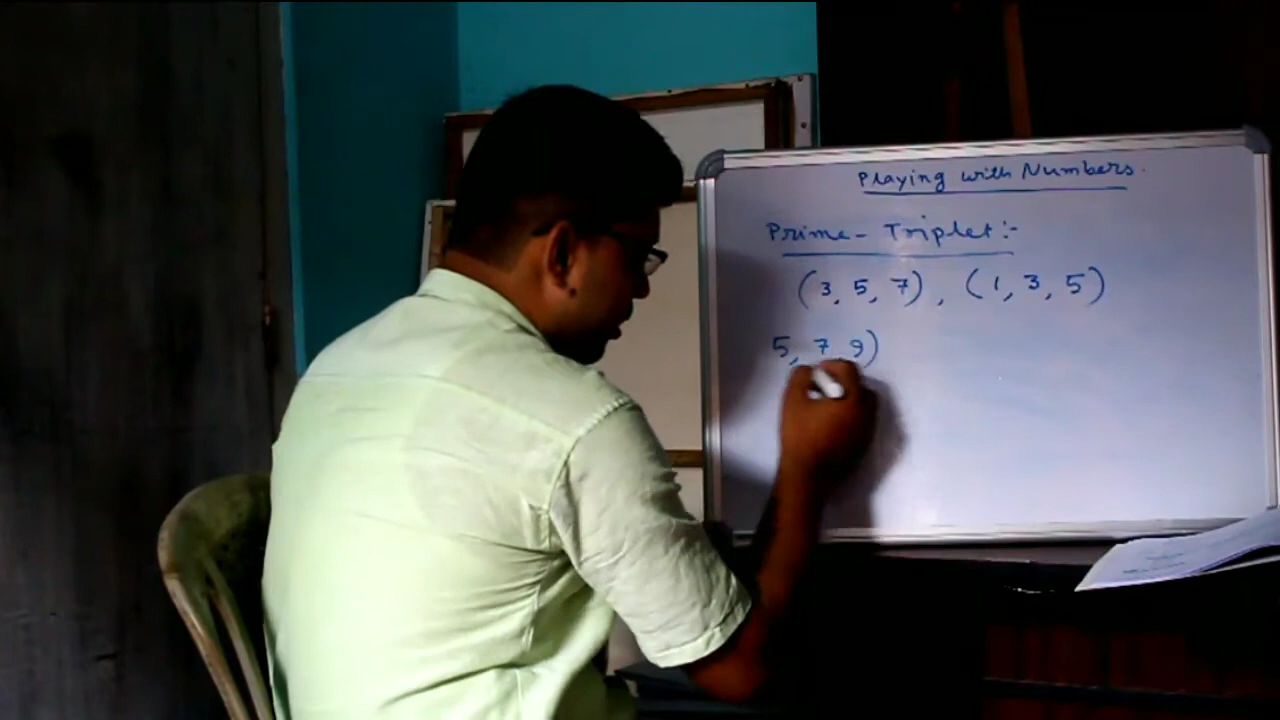 Playing with Numbers.
Prime - Triplet :-
(3, 5, 7), (1, 3, 5)
5, 7, 9)